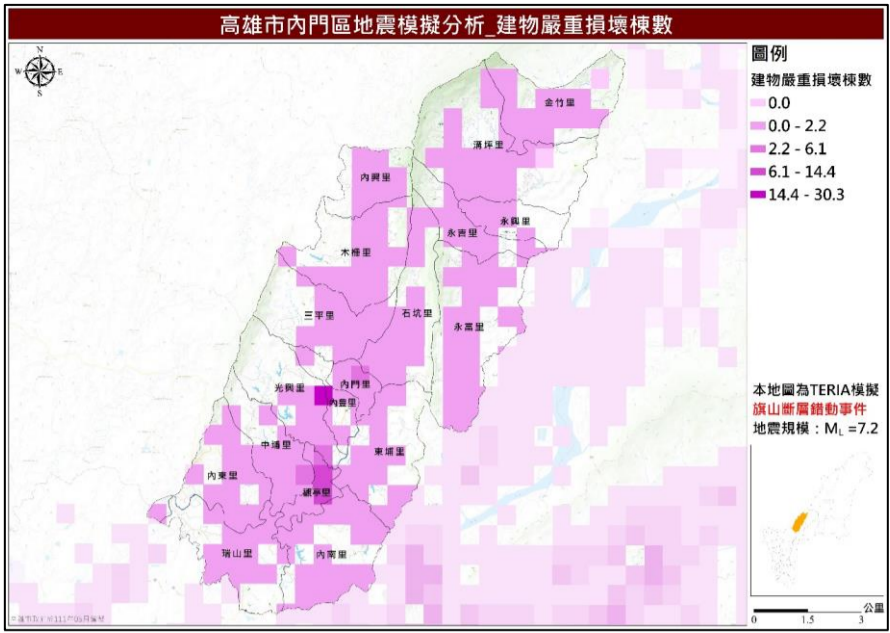 高雄市內門區地震模擬分析_建物嚴重損壞棟數
N
W
E
S
圖例
建物嚴重損壞棟數
0.0
0.0 - 2.2
2.2 - 6.1
6.1 - 14.4
14.4 - 30.3
金竹里
溝坪里
內興里
永興里
永吉里
木柵里
三平里
石坑里
永富里
內門里
光興里
內豐里
中埔里
東埔里
內東里
觀亭里
瑞山里
內南里
本地圖為TERIA模擬
旗山斷層錯動事件
地震規模：ML =7.2
公里
0
1.5
3